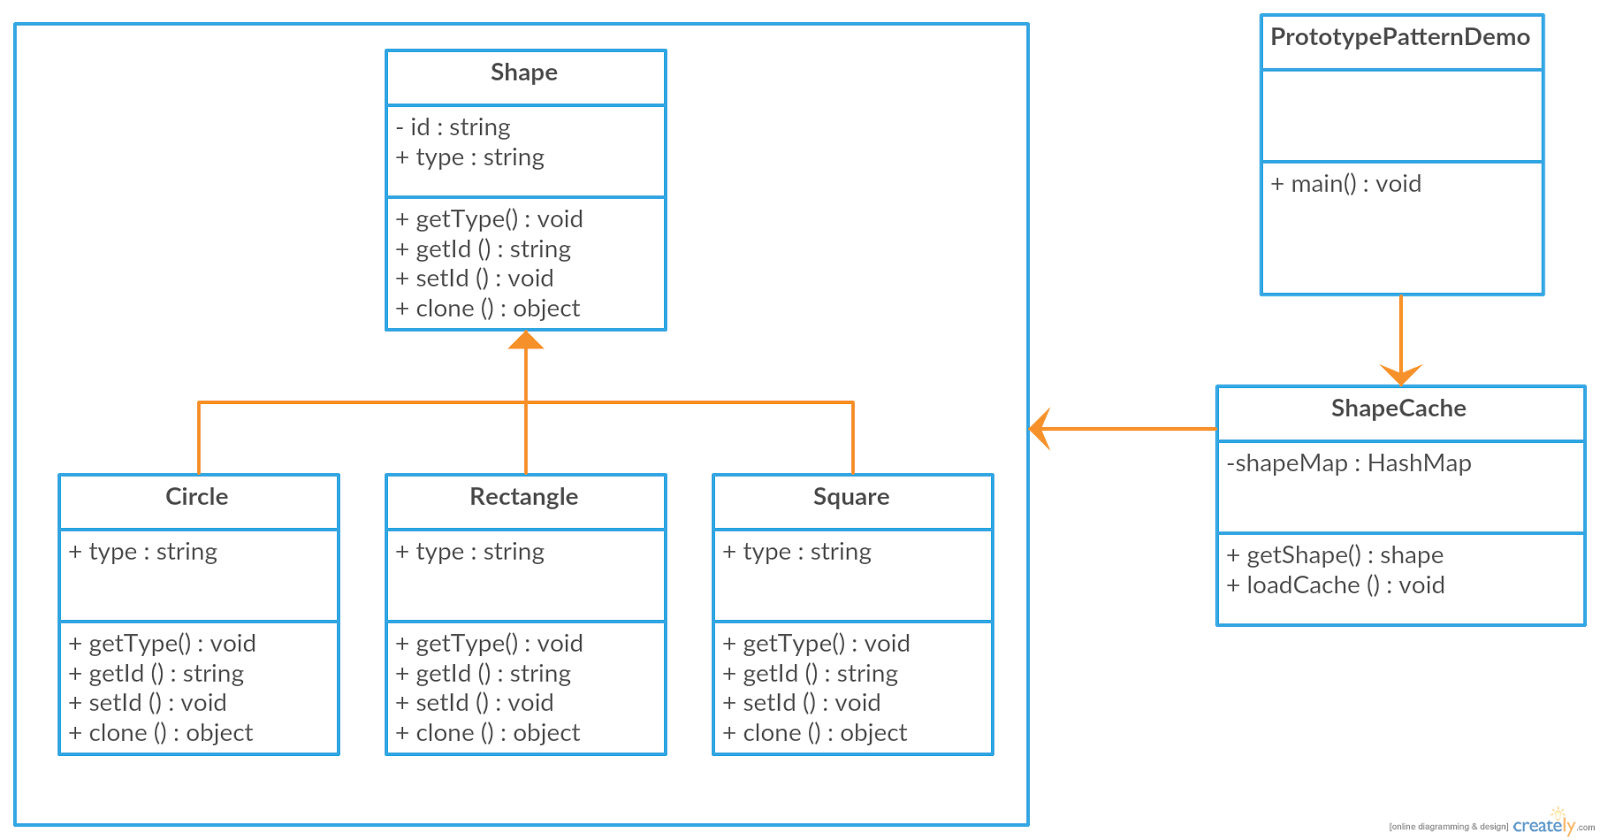 Shape
- id : string
+ type : string
+ getType() : void
+ getId () : string
+ setId () : void
+ clone () : object
Circle
+ type : string
+ getType() : void
+ getId () : string
+ setId () : void
+ clone () : object
Rectangle
+ type : string
+ getType() : void
+ getId () : string
+ setId () : void
+ clone () : object
Square
+ type : string
+ getType() : void
+ getId () : string
+ setId () : void
+ clone () : object
PrototypePatternDemo
+ main() : void
ShapeCache
-shapeMap : HashMap
+ getShape() : shape
+ loadCache () : void
[online diagramming & design] creately.com